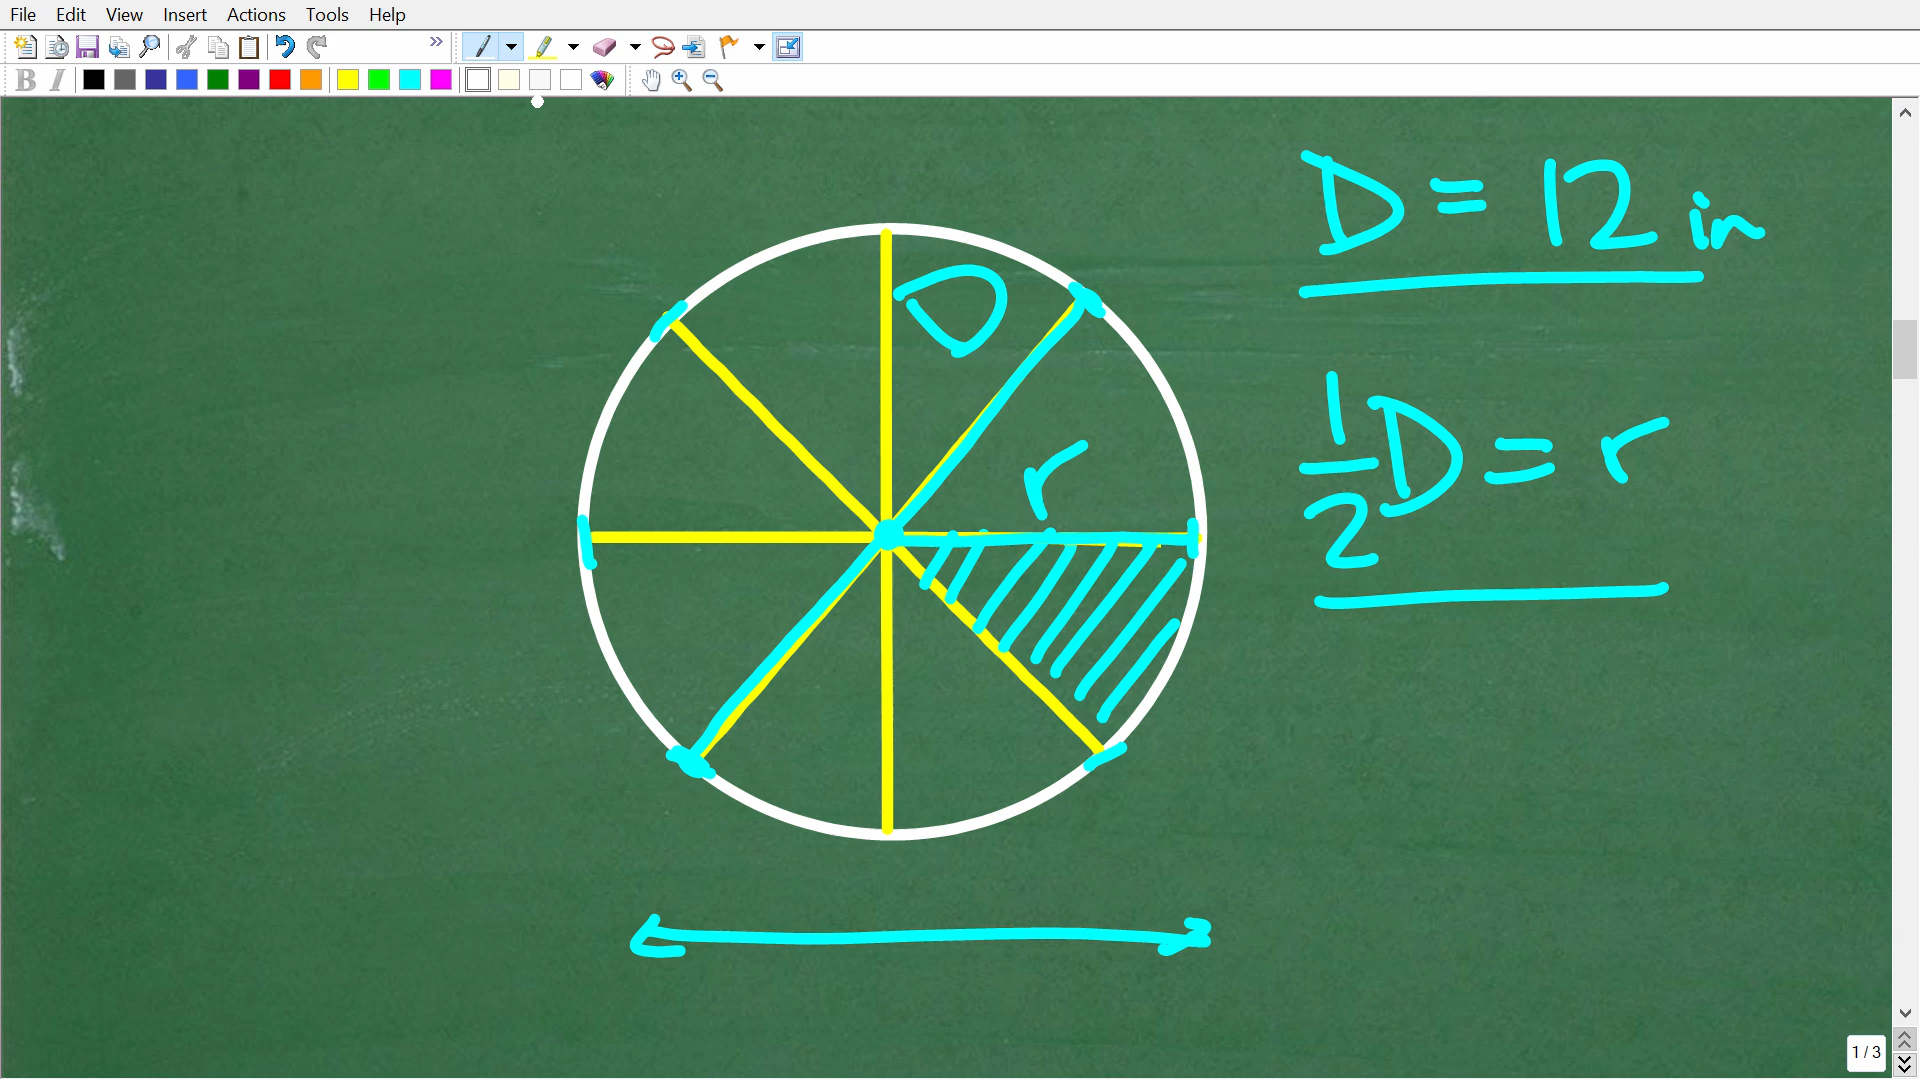 File Edit View Insert Actions Tools Help
B I
D = 12 in
D
1/2 D = r
r
1 / 3